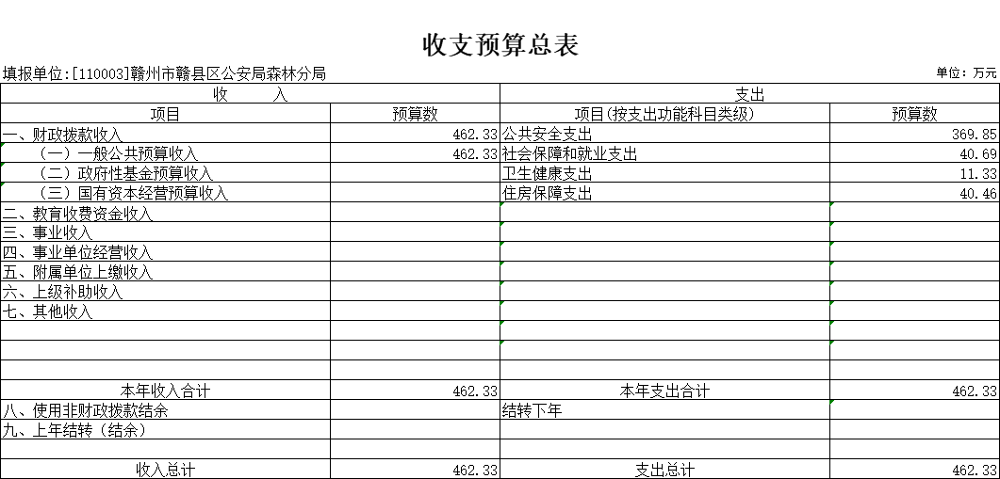 收支预算总表
填报单位:[110003]赣州市赣县区公安局森林分局 单位：万元
收 入 支出
项目 预算数 项目(按支出功能科目类级) 预算数
一、财政拨款收入 462.33 公共安全支出 369.85
（一）一般公共预算收入 462.33 社会保障和就业支出 40.69
（二）政府性基金预算收入 卫生健康支出 11.33
（三）国有资本经营预算收入 住房保障支出 40.46
二、教育收费资金收入
三、事业收入
四、事业单位经营收入
五、附属单位上缴收入
六、上级补助收入
七、其他收入
本年收入合计 462.33 本年支出合计 462.33
八、使用非财政拨款结余 结转下年
九、上年结转（结余）
收入总计 462.33 支出总计 462.33